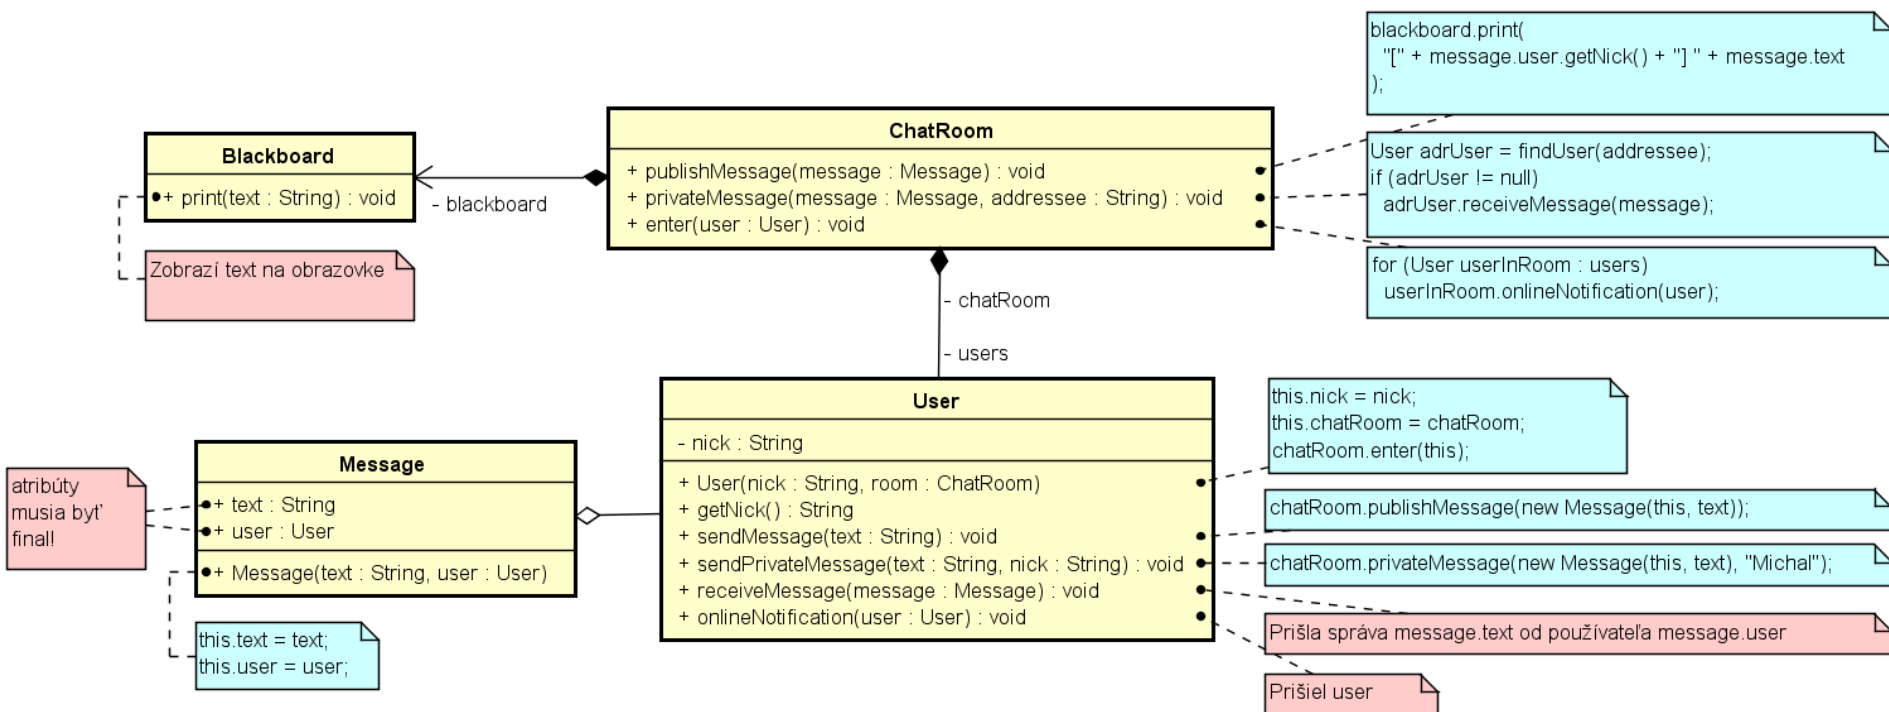 blackboard.print(
"[" + message.user.getNick() + "] " + message.text
);
ChatRoom
+ publishMessage(message : Message) : void
+ privateMessage(message : Message, addressee : String) : void
+ enter(user : User) : void
Blackboard
+ print(text : String) : void
- blackboard
User adrUser = findUser(addressee);
if (adrUser != null)
adrUser.receiveMessage(message);
Zobrazí text na obrazovke
for (User userInRoom : users)
userInRoom.onlineNotification(user);
- chatRoom
- users
User
- nick : String
+ User(nick : String, room : ChatRoom)
+ getNick() : String
+ sendMessage(text : String) : void
+ sendPrivateMessage(text : String, nick : String) : void
+ receiveMessage(message : Message) : void
+ onlineNotification(user : User) : void
this.nick = nick;
this.chatRoom = chatRoom;
chatRoom.enter(this);
Message
+ text : String
+ user : User
+ Message(text : String, user : User)
atribúty
musia byť
final!
chatRoom.publishMessage(new Message(this, text));
chatRoom.privateMessage(new Message(this, text), "Michal");
this.text = text;
this.user = user;
Prišla správa message.text od používateľa message.user
Prišiel user